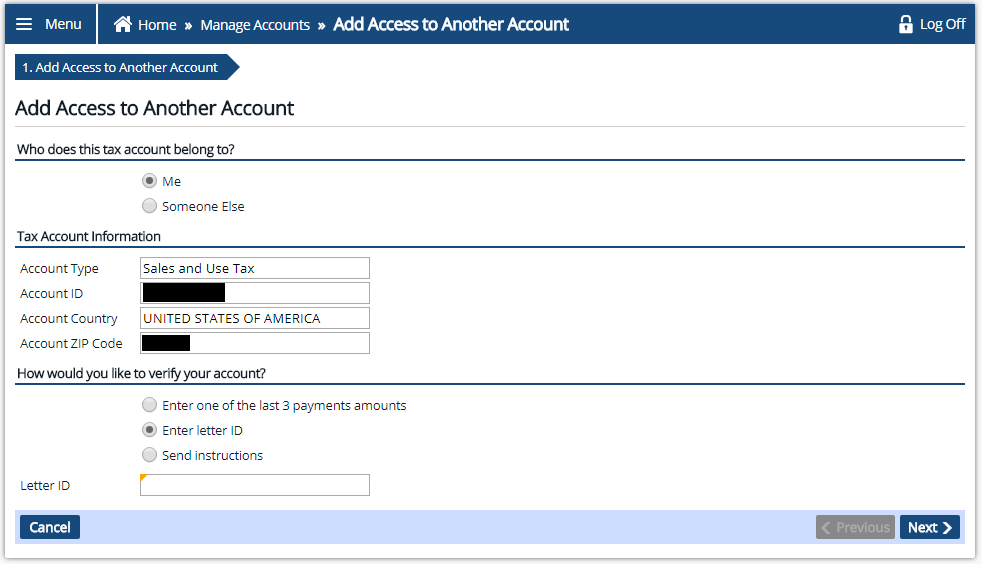 Menu Home » Manage Accounts » Add Access to Another Account Log Off
1. Add Access to Another Account
Add Access to Another Account
Who does this tax account belong to?
Me
Someone Else
Tax Account Information
Account Type Sales and Use Tax
Account ID
Account Country UNITED STATES OF AMERICA
Account ZIP Code
How would you like to verify your account?
Enter one of the last 3 payments amounts
Enter letter ID
Send instructions
Letter ID
Cancel Previous Next